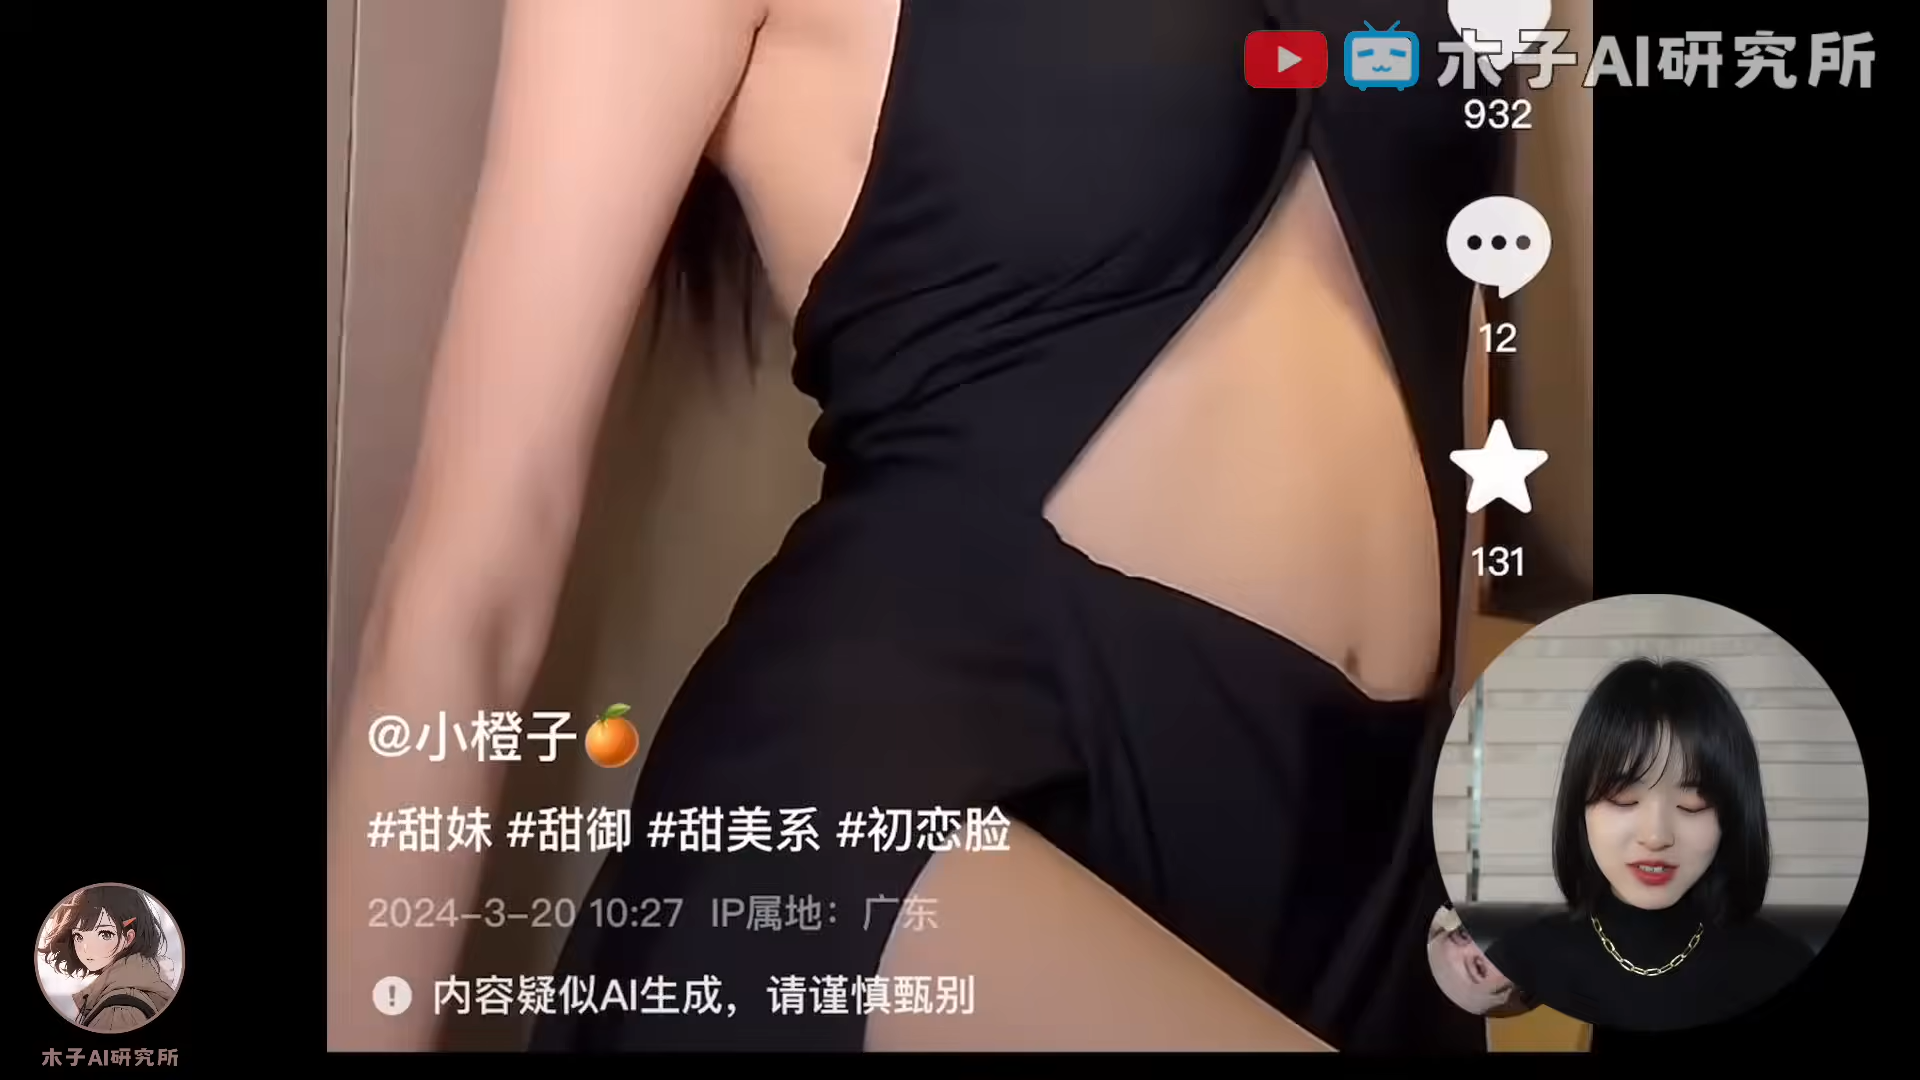 木子AI研究所
932
12
131
@小橙子🍊
#甜妹 #甜御 #甜美系 #初恋脸
2024-3-20 10:27 IP属地：广东
! 内容疑似AI生成，请谨慎甄别
木子AI研究所